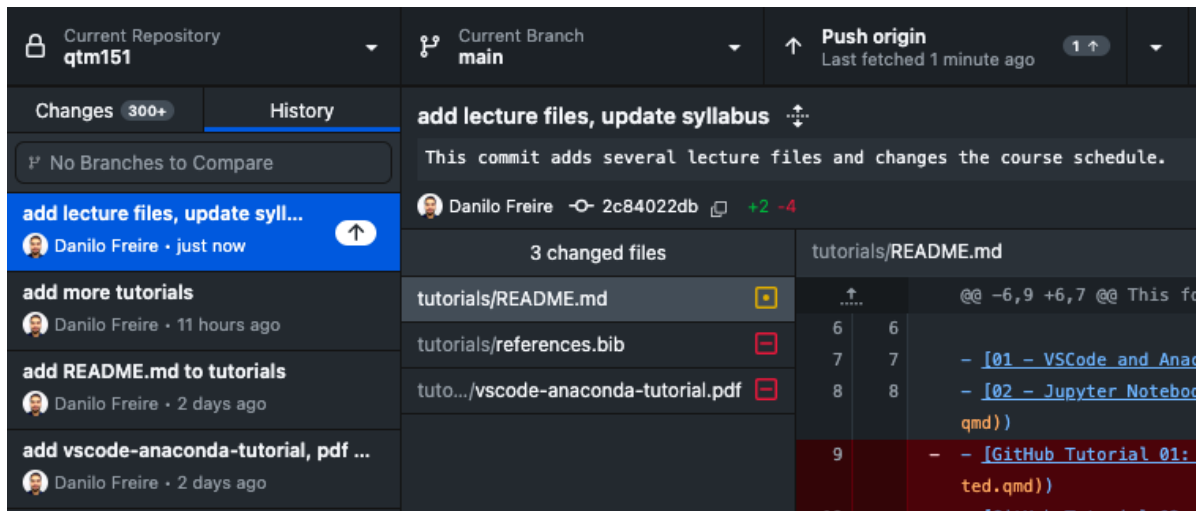 Current Repository
qtm151
Current Branch
main
Push origin
Last fetched 1 minute ago
1 ↑
Changes 300+
History
No Branches to Compare
add lecture files, update syll...
Danilo Freire • just now
add more tutorials
Danilo Freire • 11 hours ago
add README.md to tutorials
Danilo Freire • 2 days ago
add vscode-anaconda-tutorial, pdf ...
Danilo Freire • 2 days ago
add lecture files, update syllabus
This commit adds several lecture files and changes the course schedule.
Danilo Freire 2c84022db +2 -4
3 changed files
tutorials/README.md
tutorials/references.bib
tuto.../vscode-anaconda-tutorial.pdf
tutorials/README.md
@@ -6,9 +6,7 @@ This fo
6 6
7 7 - [01 - VSCode and Anac
8 8 - [02 - Jupyter Noteboo
qmd))
9 - - [GitHub Tutorial 01:
ted.qmd))